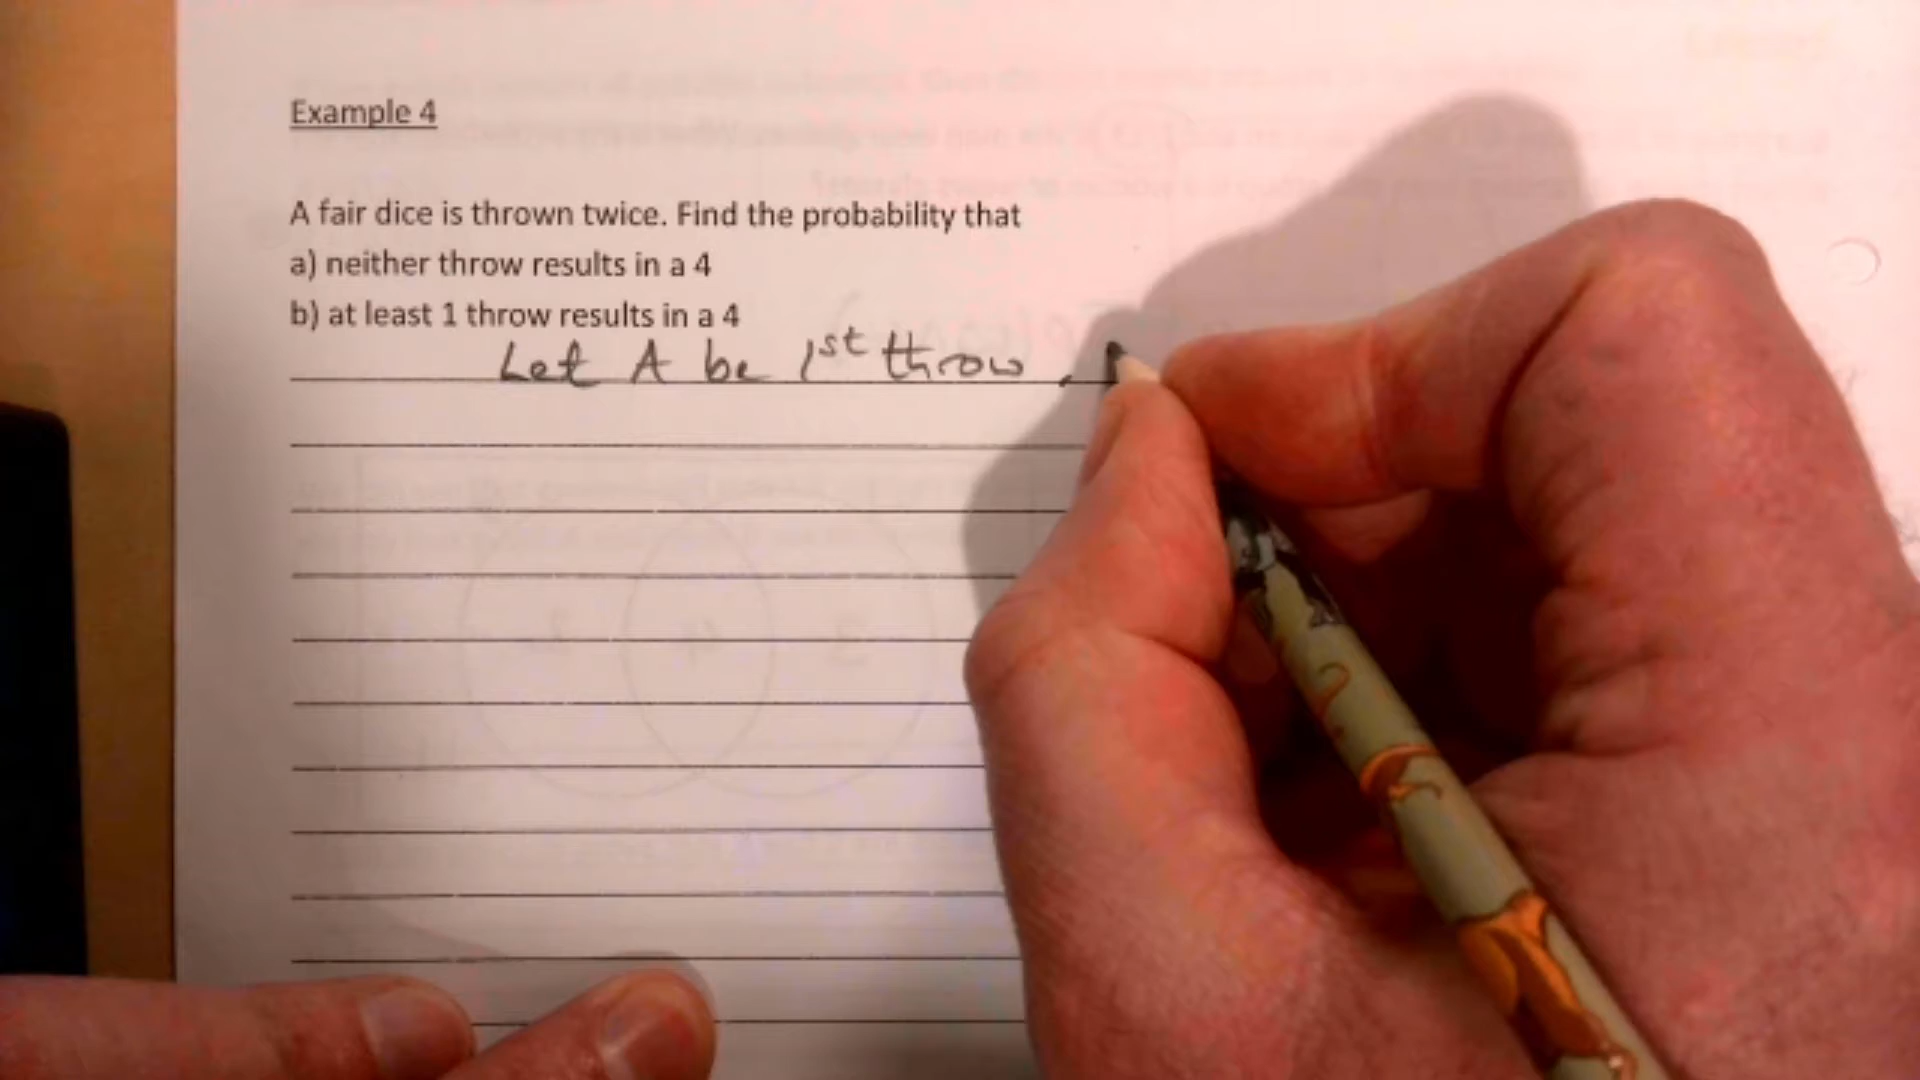 Example 4
A fair dice is thrown twice. Find the probability that
a) neither throw results in a 4
b) at least 1 throw results in a 4
Let A be 1st throw,